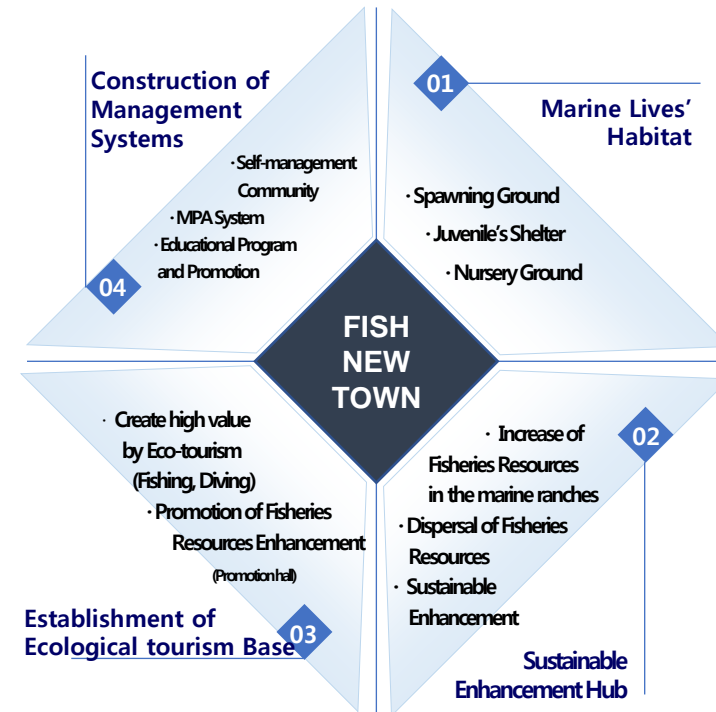 01
Marine Lives’
Habitat
· Spawning Ground
· Juvenile's Shelter
· Nursery Ground
02
· Increase of
Fisheries Resources
in the marine ranches
· Dispersal of Fisheries
Resources
· Sustainable
Enhancement
Sustainable
Enhancement Hub
· Create high value
by Eco-tourism
(Fishing, Diving)
· Promotion of Fisheries
Resources Enhancement
(Promotion hall)
Establishment of
Ecological tourism Base
03
Construction of
Management
Systems
· Self-management
Community
· MPA System
· Educational Program
and Promotion
04
FISH
NEW
TOWN